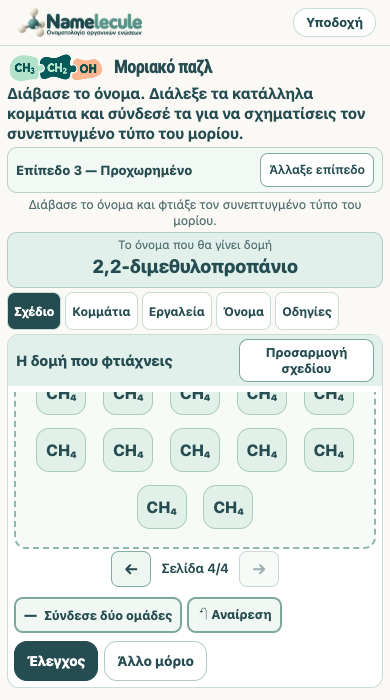 Namelecule
Ονοματολογία οργανικών ενώσεων
Υποδοχή
CH₃ CH₂ OH Μοριακό παζλ
Διάβασε το όνομα. Διάλεξε τα κατάλληλα
κομμάτια και σύνδεσέ τα για να σχηματίσεις τον
συνεπτυγμένο τύπο του μορίου.
Επίπεδο 3 — Προχωρημένο
Άλλαξε επίπεδο
Διάβασε το όνομα και φτιάξε τον συνεπτυγμένο τύπο του
μορίου.
Το όνομα που θα γίνει δομή
2,2-διμεθυλοπροπάνιο
Σχέδιο Κομμάτια Εργαλεία Όνομα Οδηγίες
Η δομή που φτιάχνεις
Προσαρμογή
σχεδίου
CH₄ CH₄ CH₄ CH₄ CH₄
CH₄ CH₄ CH₄ CH₄ CH₄
CH₄ CH₄
← Σελίδα 4/4 →
— Σύνδεσε δύο ομάδες Αναίρεση
Έλεγχος Άλλο μόριο